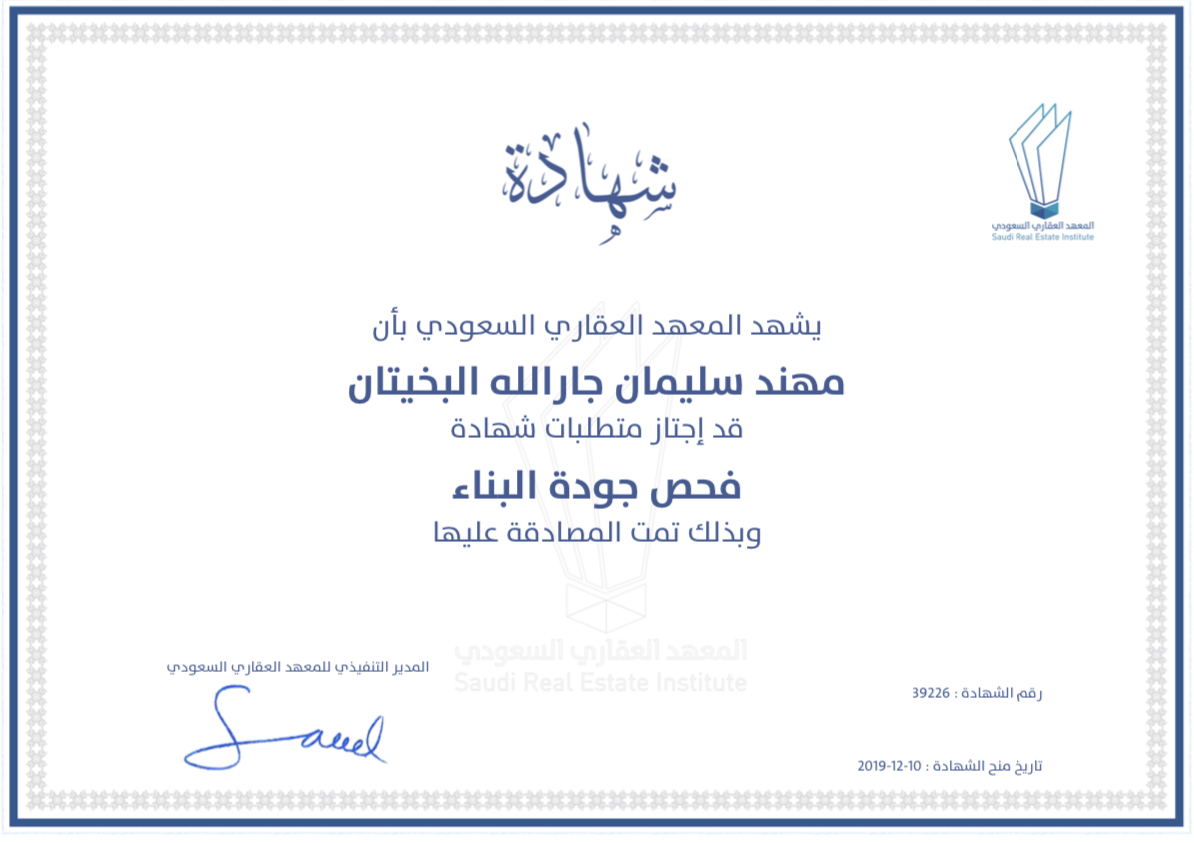 شهادة
المعهد العقاري السعودي
Saudi Real Estate Institute
يشهد المعهد العقاري السعودي بأن
مهند سليمان جارالله البخيتان
قد إجتاز متطلبات شهادة
فحص جودة البناء
وبذلك تمت المصادقة عليها
المعهد العقاري السعودي
Saudi Real Estate Institute
المدير التنفيذي للمعهد العقاري السعودي
Saud
رقم الشهادة : 39226
تاريخ منح الشهادة : 10-12-2019